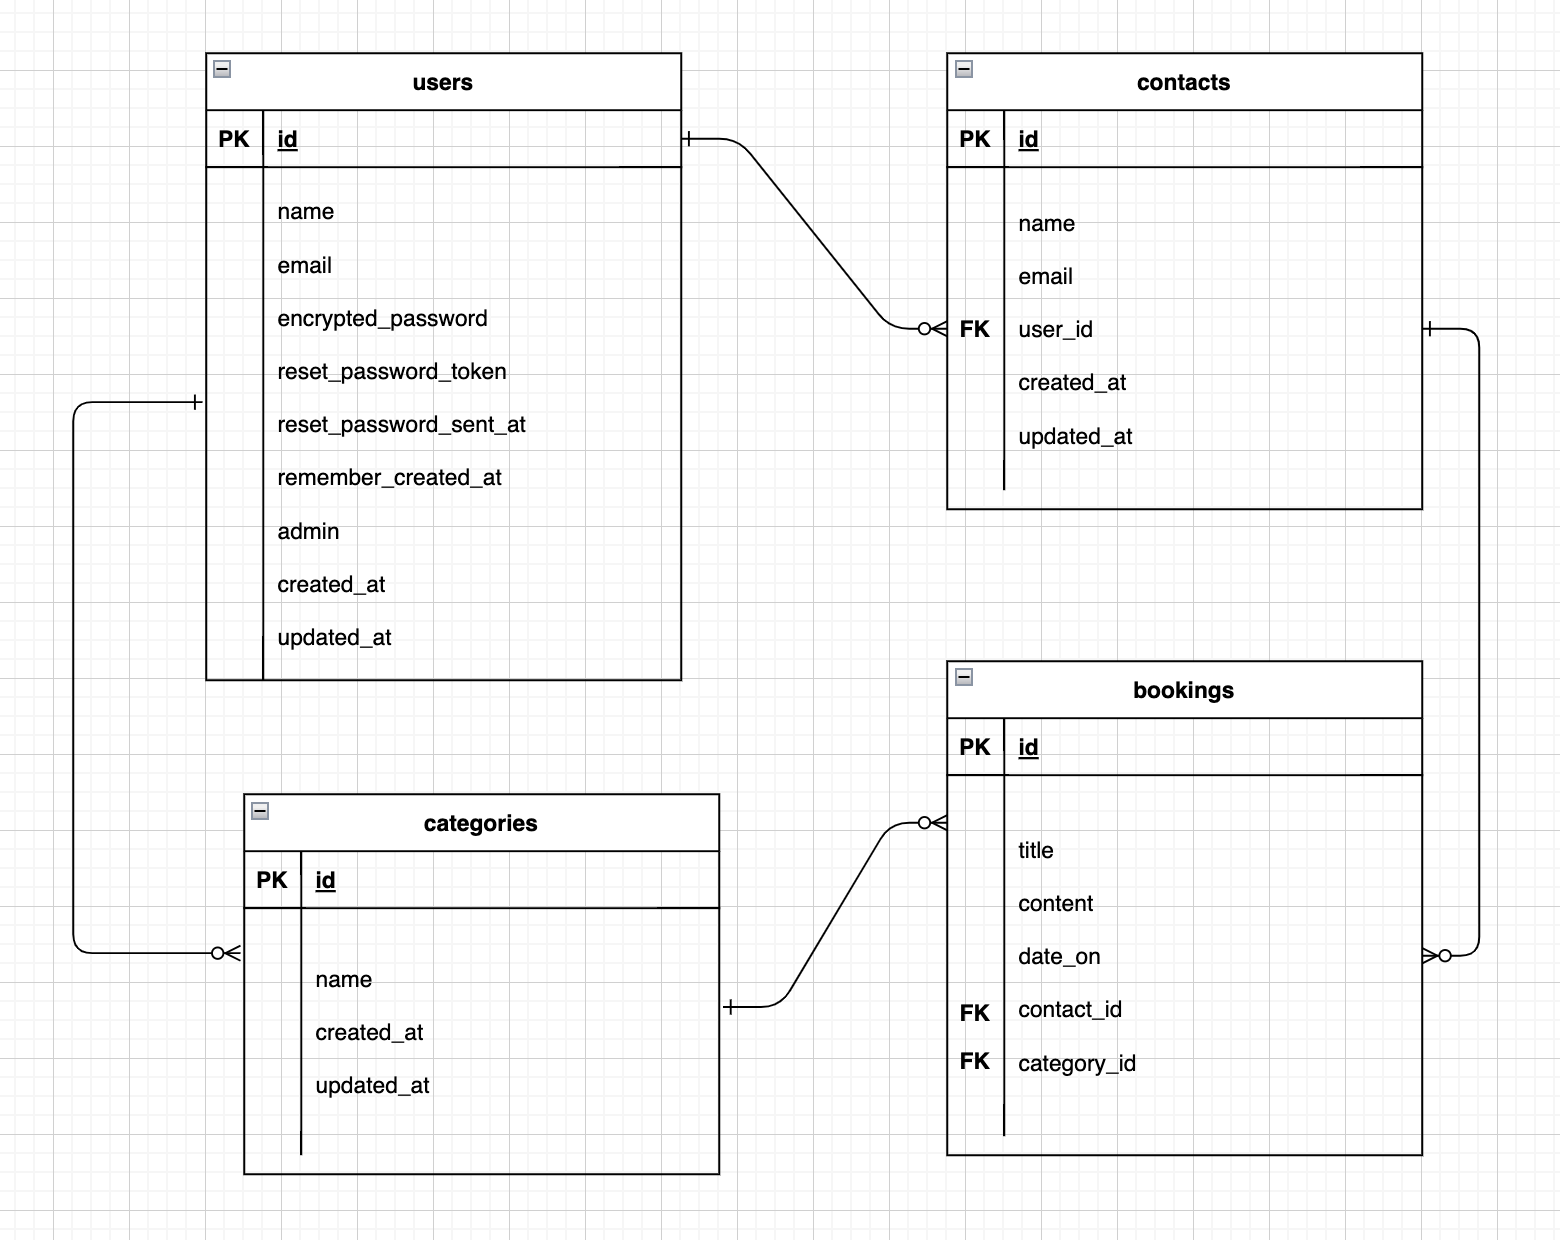 users
PK id
name
email
encrypted_password
reset_password_token
reset_password_sent_at
remember_created_at
admin
created_at
updated_at
contacts
PK id
name
email
FK user_id
created_at
updated_at
categories
PK id
name
created_at
updated_at
bookings
PK id
title
content
date_on
FK contact_id
FK category_id